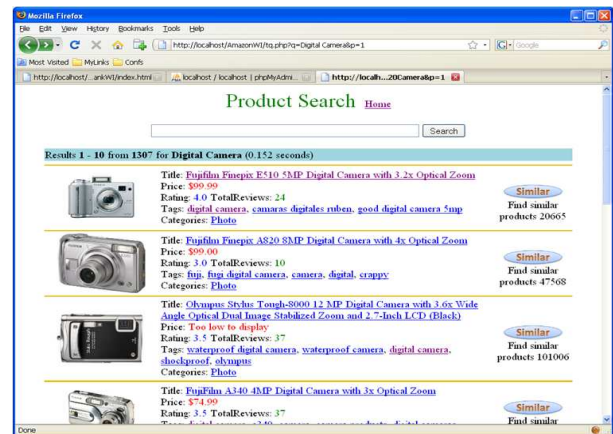 Mozilla Firefox
File Edit View History Bookmarks Tools Help
http://localhost/AmazonWI/tq.php?q=Digital Camera&p=1
Google
Most Visited MyLinks Confs
http://localhost/...ankWI/index.html
localhost / localhost | phpMyAdmi...
http://localh...20Camera&p=1
Product Search Home
Search
Results 1 - 10 from 1307 for Digital Camera (0.152 seconds)
Title: Fujifilm Finepix E510 5MP Digital Camera with 3.2x Optical Zoom
Price: $99.99
Rating: 4.0 TotalReviews: 24
Tags: digital camera, camaras digitales ruben, good digital camera 5mp
Categories: Photo
Similar
Find similar
products 20665
Title: Fujifilm Finepix A820 8MP Digital Camera with 4x Optical Zoom
Price: $99.00
Rating: 3.0 TotalReviews: 10
Tags: fuji, fugi digital camera, camera, digital, crappy
Categories: Photo
Similar
Find similar
products 47568
Title: Olympus Stylus Tough-8000 12 MP Digital Camera with 3.6x Wide
Angle Optical Dual Image Stabilized Zoom and 2.7-Inch LCD (Black)
Price: Too low to display
Rating: 3.5 TotalReviews: 37
Tags: waterproof digital camera, waterproof camera, digital camera,
shockproof, olympus
Categories: Photo
Similar
Find similar
products 101006
Title: FujiFilm A340 4MP Digital Camera with 3x Optical Zoom
Price: $74.99
Rating: 3.5 TotalReviews: 37
Similar
Find similar
Done